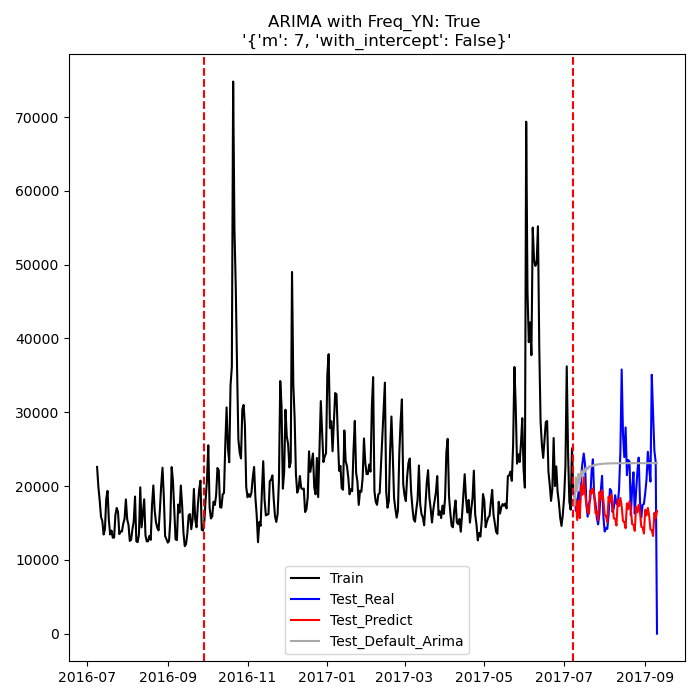 ARIMA with Freq_YN: True
'{'m': 7, 'with_intercept': False}'
70000
60000
50000
40000
30000
20000
10000
0
Train
Test_Real
Test_Predict
Test_Default_Arima
2016-07 2016-09 2016-11 2017-01 2017-03 2017-05 2017-07 2017-09